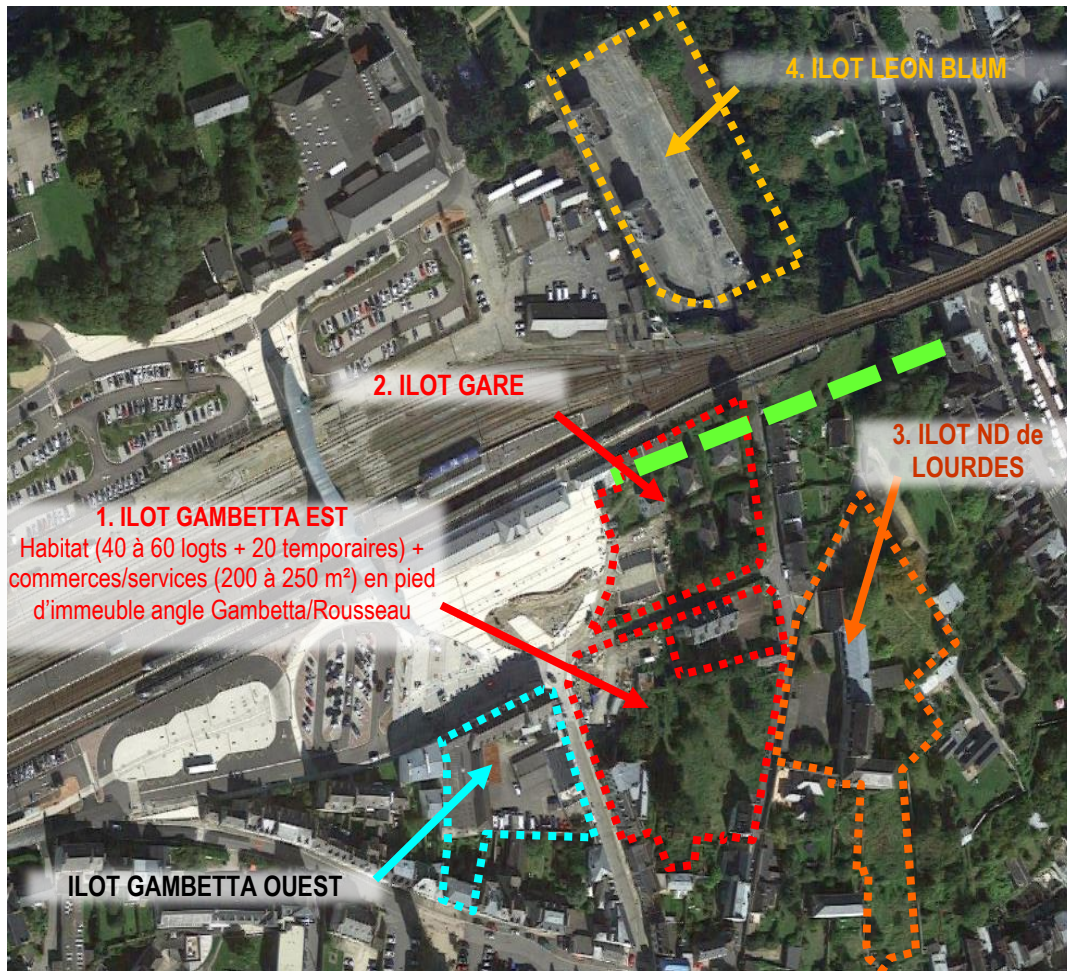 4. ILOT LEON BLUM
2. ILOT GARE
3. ILOT ND de
LOURDES
1. ILOT GAMBETTA EST
Habitat (40 à 60 logts + 20 temporaires) +
commerces/services (200 à 250 m²) en pied
d'immeuble angle Gambetta/Rousseau
ILOT GAMBETTA OUEST